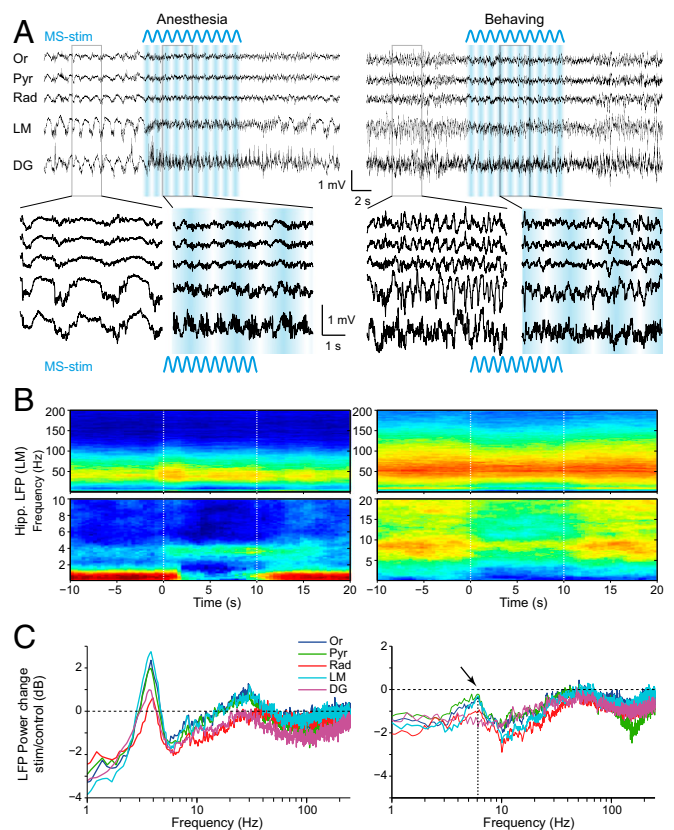 A
Anesthesia
Behaving
MS-stim
Or
Pyr
Rad
LM
DG
1 mV
2 s
1 mV
1 s
MS-stim
B
Hipp. LFP (LM)
Frequency (Hz)
200
150
100
50
10
8
6
4
2
−10
−5
0
5
10
15
20
Time (s)
200
150
100
50
20
15
10
5
−10
−5
0
5
10
15
20
Time (s)
C
LFP Power change
stim/control (dB)
2
0
−2
−4
1
10
100
Frequency (Hz)
Or
Pyr
Rad
LM
DG
2
0
−2
−4
1
10
100
Frequency (Hz)